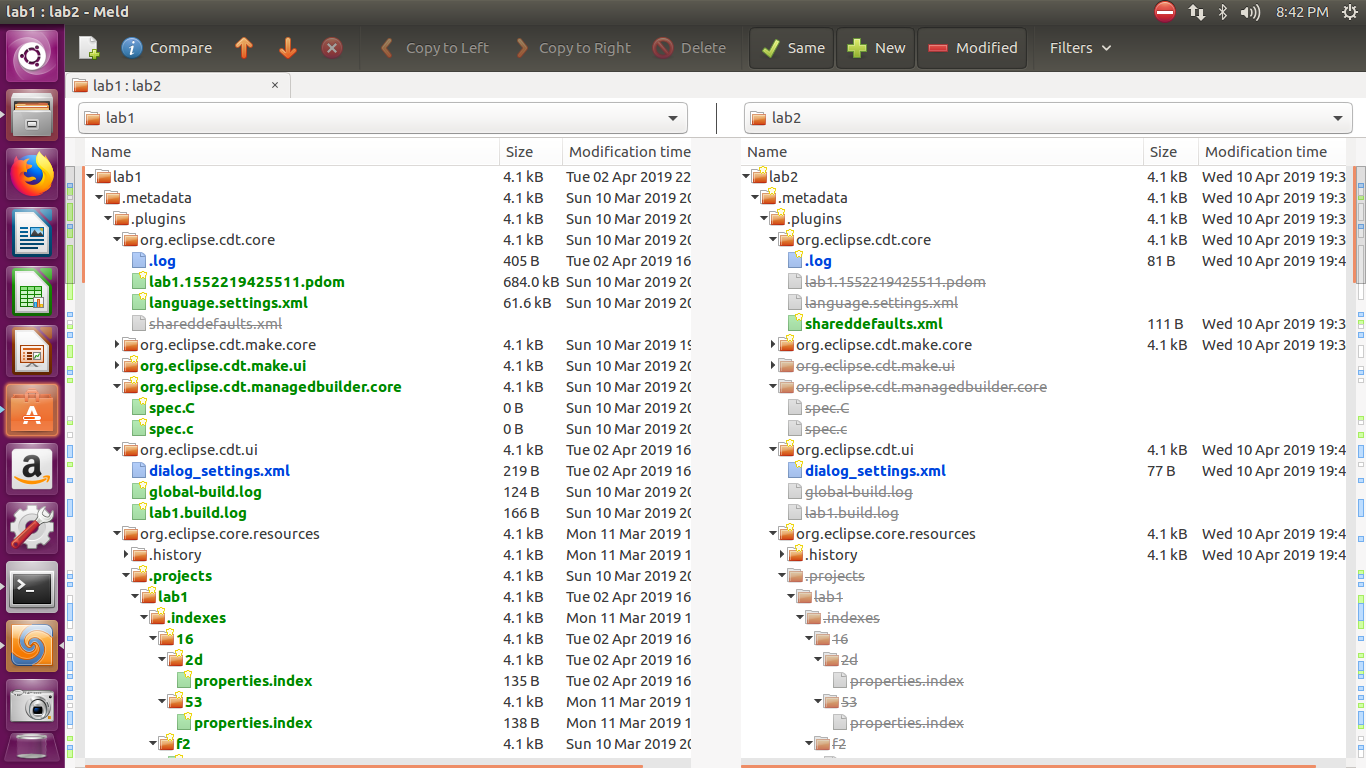 lab1 : lab2 - Meld 8:42 PM
Compare Copy to Left Copy to Right Delete Same New Modified Filters
lab1 : lab2 ×
lab1 lab2
Name Size Modification time Name Size Modification time
lab1 4.1 kB Tue 02 Apr 2019 22 lab2 4.1 kB Wed 10 Apr 2019 19:3
.metadata 4.1 kB Sun 10 Mar 2019 20 .metadata 4.1 kB Wed 10 Apr 2019 19:3
.plugins 4.1 kB Sun 10 Mar 2019 20 .plugins 4.1 kB Wed 10 Apr 2019 19:3
org.eclipse.cdt.core 4.1 kB Sun 10 Mar 2019 20 org.eclipse.cdt.core 4.1 kB Wed 10 Apr 2019 19:3
.log 405 B Tue 02 Apr 2019 16 .log 81 B Wed 10 Apr 2019 19:4
lab1.1552219425511.pdom 684.0 kB Sun 10 Mar 2019 20 lab1.1552219425511.pdom
language.settings.xml 61.6 kB Sun 10 Mar 2019 20 language.settings.xml
shareddefaults.xml shareddefaults.xml 111 B Wed 10 Apr 2019 19:3
org.eclipse.cdt.make.core 4.1 kB Sun 10 Mar 2019 19 org.eclipse.cdt.make.core 4.1 kB Wed 10 Apr 2019 19:3
org.eclipse.cdt.make.ui 4.1 kB Sun 10 Mar 2019 20 org.eclipse.cdt.make.ui
org.eclipse.cdt.managedbuilder.core 4.1 kB Sun 10 Mar 2019 20 org.eclipse.cdt.managedbuilder.core
spec.C 0 B Sun 10 Mar 2019 20 spec.C
spec.c 0 B Sun 10 Mar 2019 20 spec.c
org.eclipse.cdt.ui 4.1 kB Tue 02 Apr 2019 16 org.eclipse.cdt.ui 4.1 kB Wed 10 Apr 2019 19:4
dialog_settings.xml 219 B Tue 02 Apr 2019 16 dialog_settings.xml 77 B Wed 10 Apr 2019 19:4
global-build.log 124 B Sun 10 Mar 2019 20 global-build.log
lab1.build.log 166 B Sun 10 Mar 2019 20 lab1.build.log
org.eclipse.core.resources 4.1 kB Mon 11 Mar 2019 1 org.eclipse.core.resources 4.1 kB Wed 10 Apr 2019 19:4
.history 4.1 kB Mon 11 Mar 2019 1 .history 4.1 kB Wed 10 Apr 2019 19:4
.projects 4.1 kB Sun 10 Mar 2019 20 .projects
lab1 4.1 kB Tue 02 Apr 2019 16 lab1
.indexes 4.1 kB Mon 11 Mar 2019 1 .indexes
16 4.1 kB Tue 02 Apr 2019 16 16
2d 4.1 kB Tue 02 Apr 2019 16 2d
properties.index 135 B Tue 02 Apr 2019 16 properties.index
53 4.1 kB Mon 11 Mar 2019 1 53
properties.index 138 B Mon 11 Mar 2019 1 properties.index
f2 4.1 kB Sun 10 Mar 2019 20 f2